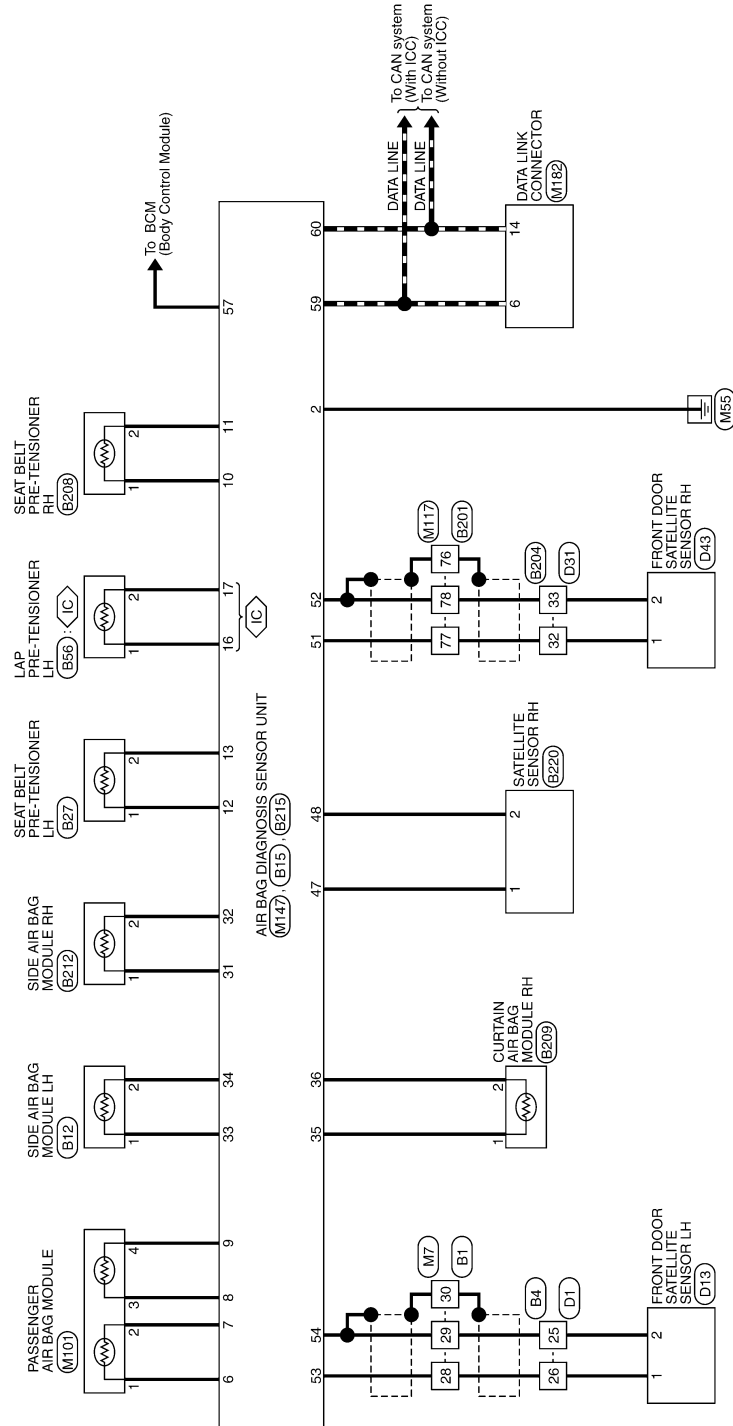 PASSENGER
AIR BAG MODULE
M101
1
2
3
4
6
7
8
9
SIDE AIR BAG
MODULE LH
B12
1
2
33
34
SIDE AIR BAG
MODULE RH
B212
1
2
31
32
SEAT BELT
PRE-TENSIONER
LH
B27
1
2
12
13
LAP
PRE-TENSIONER
LH
B56 : IC
1
2
16
17
IC
SEAT BELT
PRE-TENSIONER
RH
B208
1
2
10
11
To BCM
(Body Control Module)
57
AIR BAG DIAGNOSIS SENSOR UNIT
M147 , B15 , B215
53
54
28
29
30
M7
B1
26
25
B4
D1
1
2
FRONT DOOR
SATELLITE
SENSOR LH
D13
35
36
1
2
CURTAIN
AIR BAG
MODULE RH
B209
47
48
1
2
SATELLITE
SENSOR RH
B220
51
52
77
78
76
M117
B201
32
33
B204
D31
1
2
FRONT DOOR
SATELLITE
SENSOR RH
D43
2
M55
59
60
DATA LINE
DATA LINE
To CAN system
(With ICC)
To CAN system
(Without ICC)
6
14
DATA LINK
CONNECTOR
M182